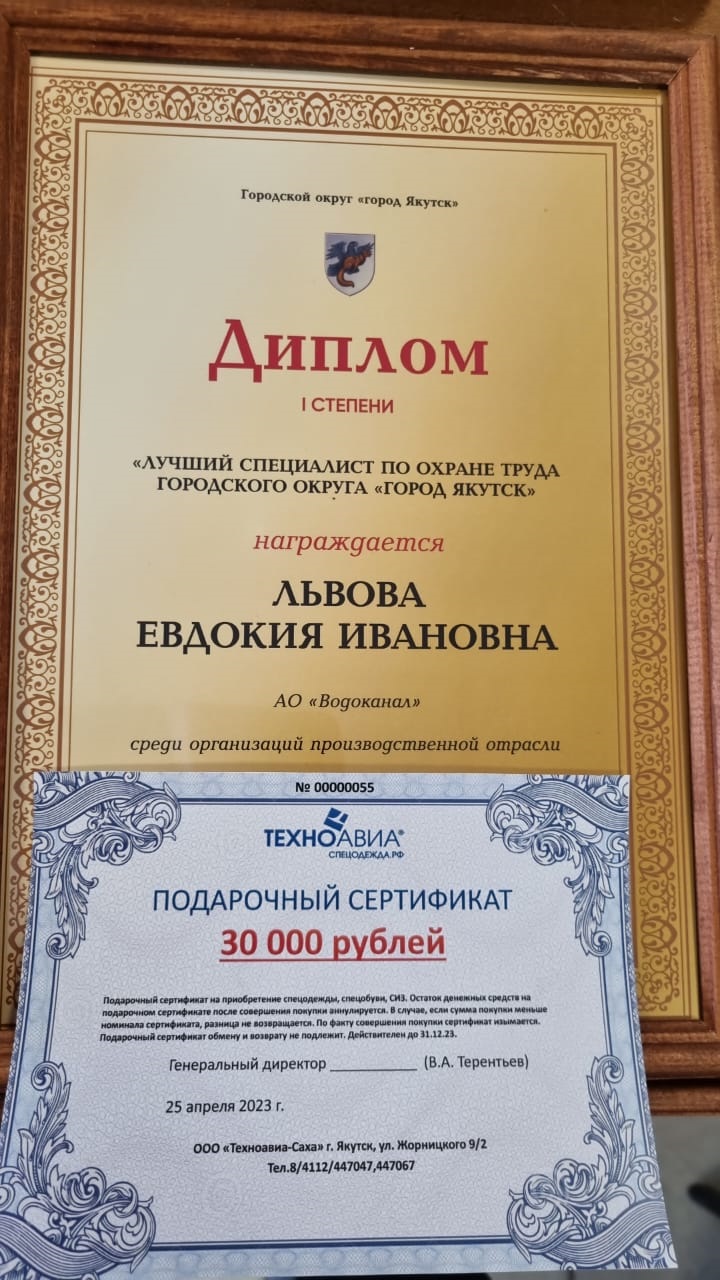 Городской округ «город Якутск»
Диплом
I СТЕПЕНИ
«ЛУЧШИЙ СПЕЦИАЛИСТ ПО ОХРАНЕ ТРУДА
ГОРОДСКОГО ОКРУГА «ГОРОД ЯКУТСК»
награждается
ЛЬВОВА
ЕВДОКИЯ ИВАНОВНА
АО «Водоканал»
среди организаций производственной отрасли
№ 00000055
ТЕХНОАВИА®
СПЕЦОДЕЖДА.РФ
ПОДАРОЧНЫЙ СЕРТИФИКАТ
30 000 рублей
Подарочный сертификат на приобретение спецодежды, спецобуви, СИЗ. Остаток денежных средств на
подарочном сертификате после совершения покупки аннулируется. В случае, если сумма покупки меньше
номинала сертификата, разница не возвращается. По факту совершения покупки сертификат изымается.
Подарочный сертификат обмену и возврату не подлежит. Действителен до 31.12.23.
Генеральный директор ___________ (В.А. Терентьев)
25 апреля 2023 г.
ООО «Техноавиа-Саха» г. Якутск, ул. Жорницкого 9/2
Тел.8/4112/447047,447067